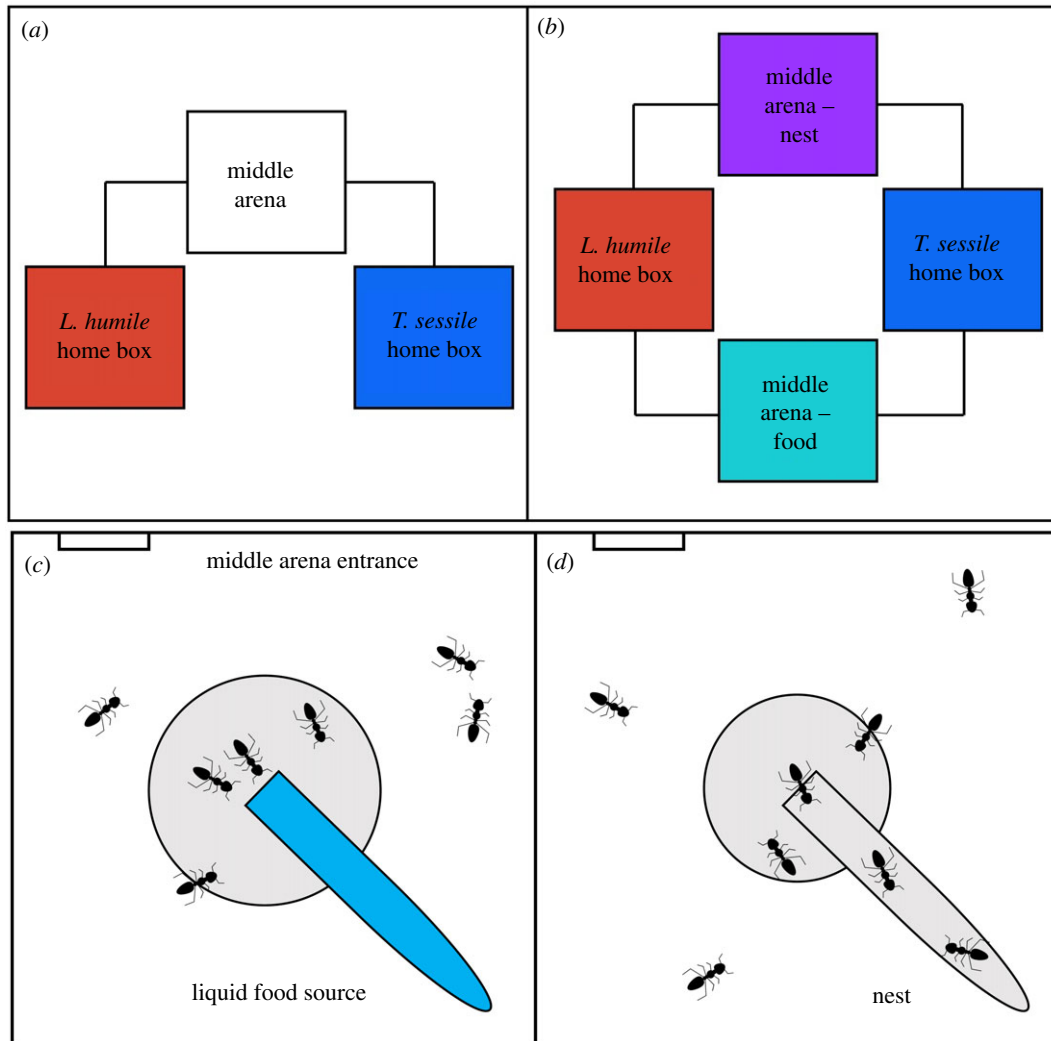 (a)
middle
arena
L. humile
home box
T. sessile
home box
(b)
middle
arena –
nest
L. humile
home box
T. sessile
home box
middle
arena –
food
(c)
middle arena entrance
liquid food source
(d)
nest